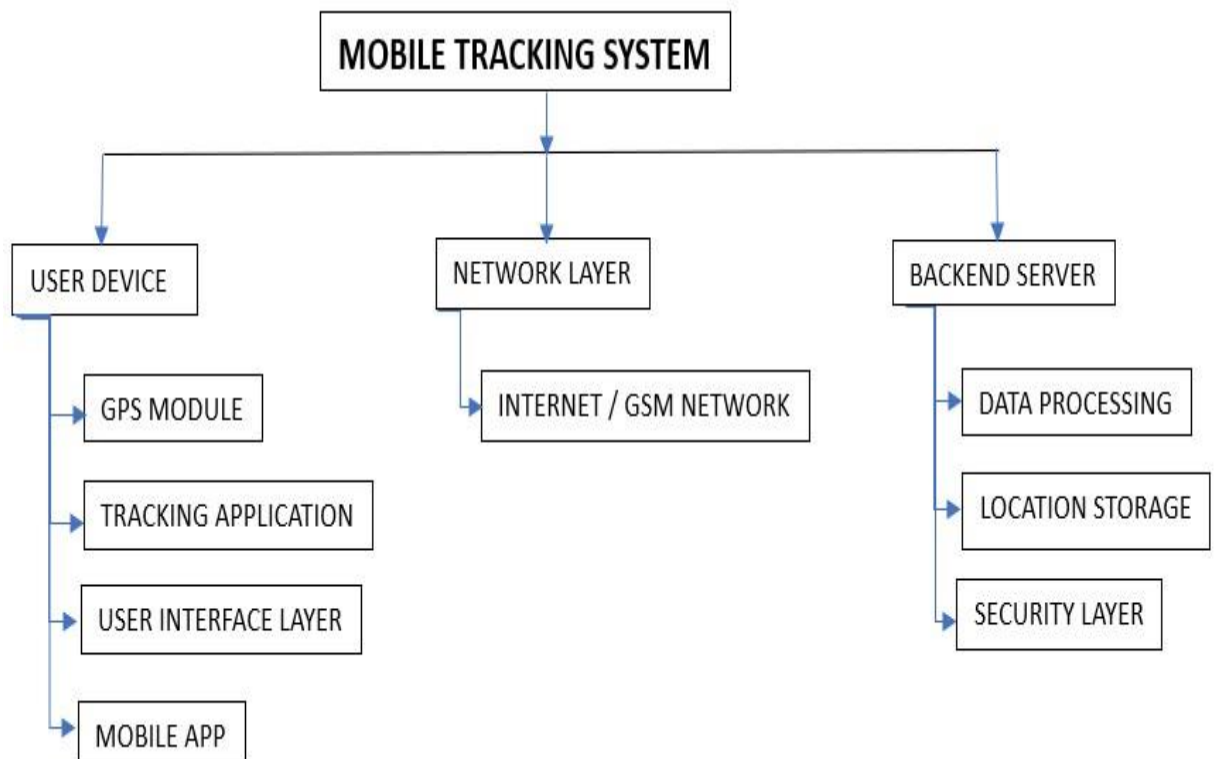 MOBILE TRACKING SYSTEM
USER DEVICE
GPS MODULE
TRACKING APPLICATION
USER INTERFACE LAYER
MOBILE APP
NETWORK LAYER
INTERNET / GSM NETWORK
BACKEND SERVER
DATA PROCESSING
LOCATION STORAGE
SECURITY LAYER